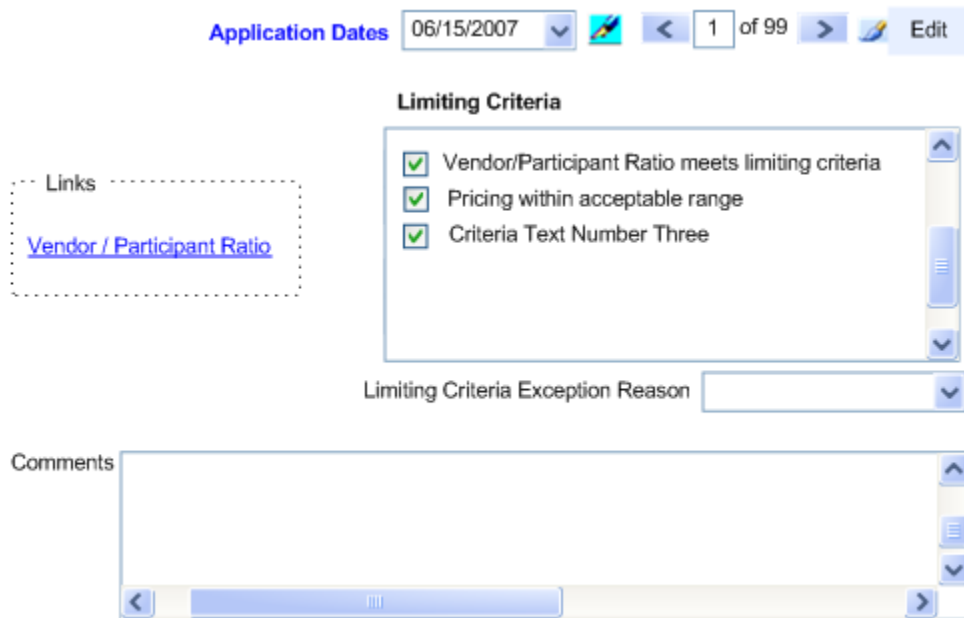 Application Dates 06/15/2007 1 of 99 Edit
Limiting Criteria
Vendor/Participant Ratio meets limiting criteria
Pricing within acceptable range
Criteria Text Number Three
Links
Vendor / Participant Ratio
Limiting Criteria Exception Reason
Comments